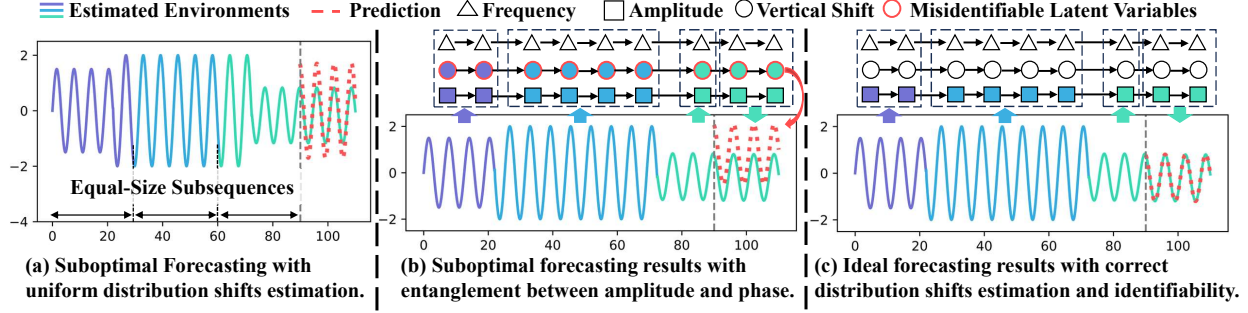 Estimated Environments Prediction Frequency Amplitude Vertical Shift Misidentifiable Latent Variables
2
0
−2
−4
Equal-Size Subsequences
0 20 40 60 80 100
(a) Suboptimal Forecasting with
uniform distribution shifts estimation.
2
0
−2
0 20 40 60 80 100
(b) Suboptimal forecasting results with
entanglement between amplitude and phase.
2
0
−2
0 20 40 60 80 100
(c) Ideal forecasting results with correct
distribution shifts estimation and identifiability.